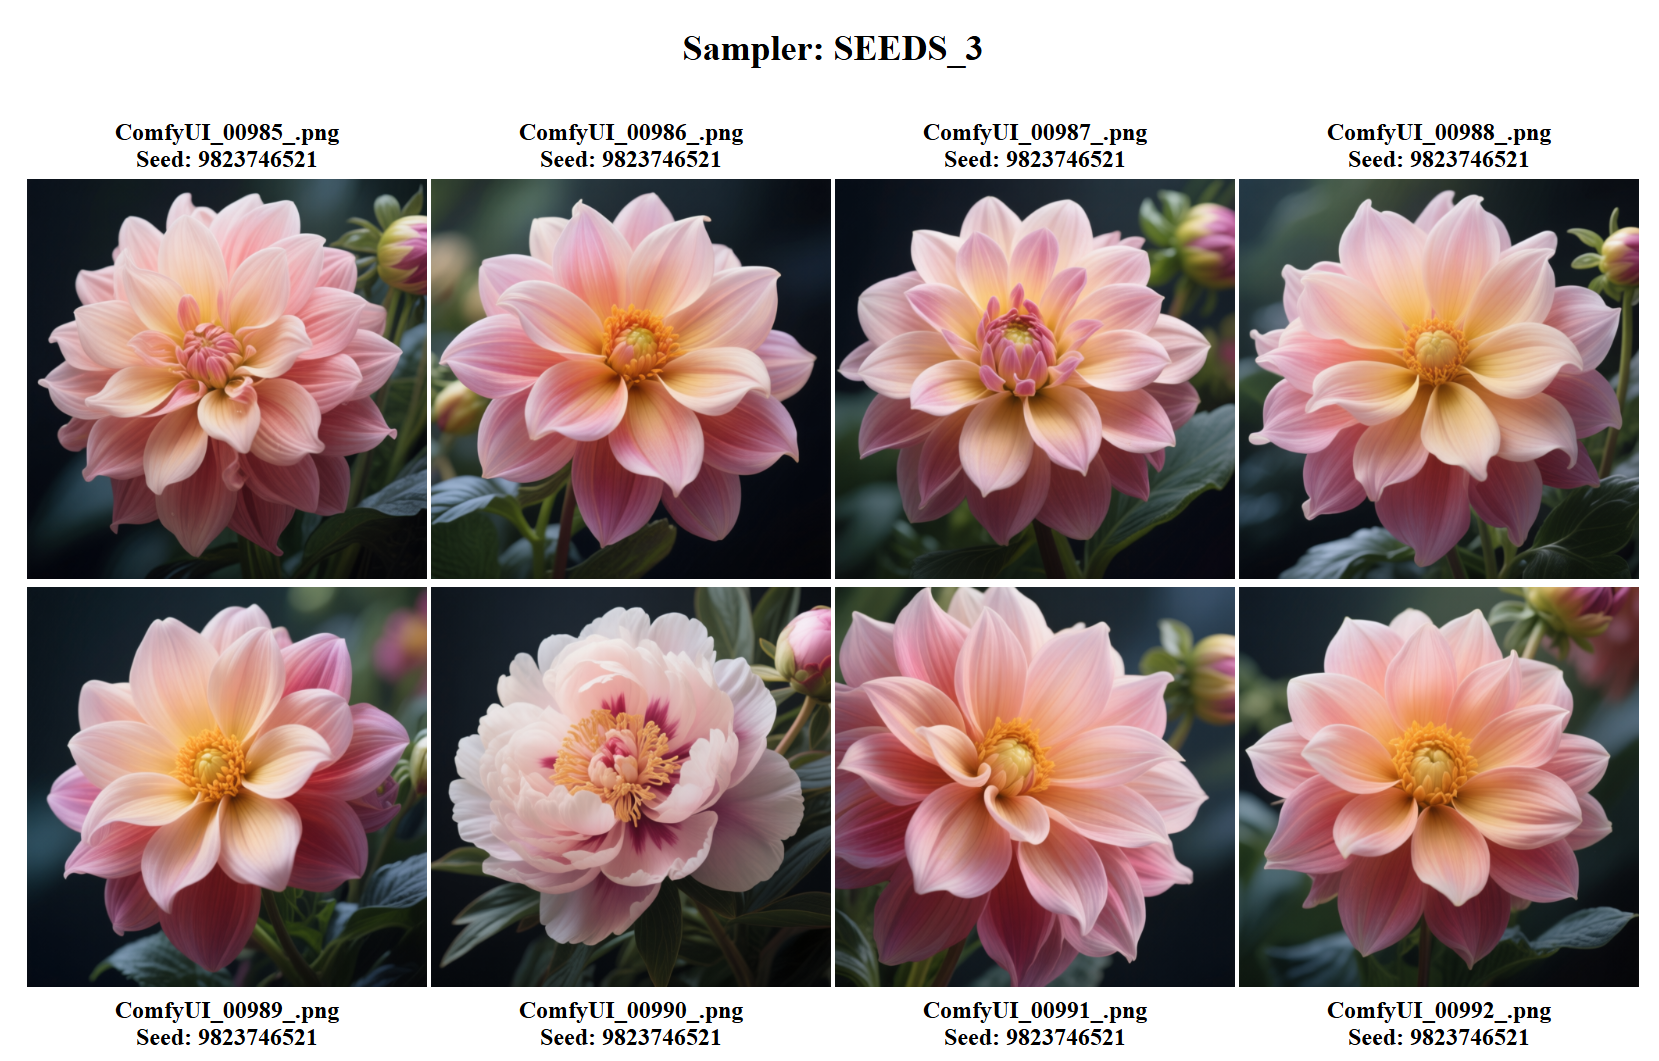 Sampler: SEEDS_3
ComfyUI_00985_.png
Seed: 9823746521
ComfyUI_00986_.png
Seed: 9823746521
ComfyUI_00987_.png
Seed: 9823746521
ComfyUI_00988_.png
Seed: 9823746521
ComfyUI_00989_.png
Seed: 9823746521
ComfyUI_00990_.png
Seed: 9823746521
ComfyUI_00991_.png
Seed: 9823746521
ComfyUI_00992_.png
Seed: 9823746521